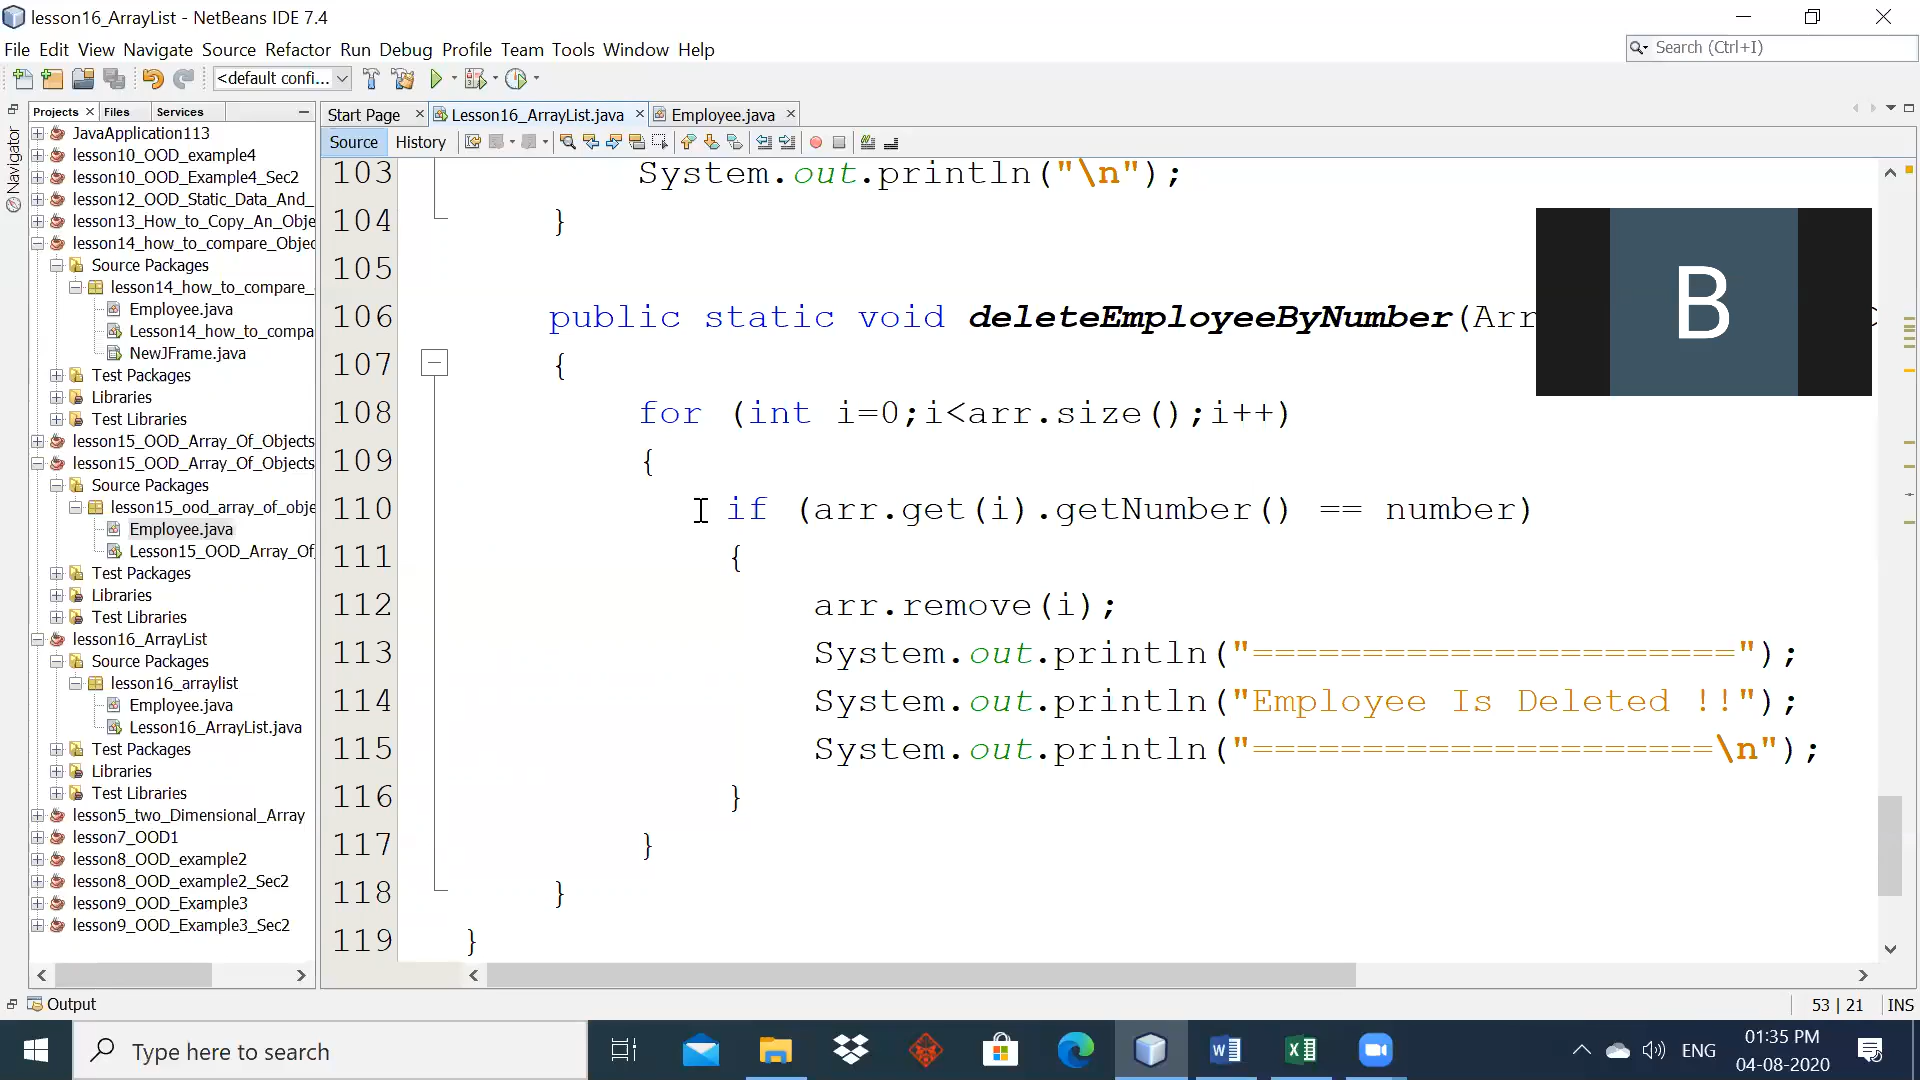 lesson16_ArrayList - NetBeans IDE 7.4
File Edit View Navigate Source Refactor Run Debug Profile Team Tools Window Help
Search (Ctrl+I)
<default confi...
Projects Files Services
Start Page Lesson16_ArrayList.java Employee.java
Source History
Navigator
JavaApplication113
lesson10_OOD_example4
lesson10_OOD_Example4_Sec2
lesson12_OOD_Static_Data_And_
lesson13_How_to_Copy_An_Obje
lesson14_how_to_compare_Objec
Source Packages
lesson14_how_to_compare_
Employee.java
Lesson14_how_to_compa
NewJFrame.java
Test Packages
Libraries
Test Libraries
lesson15_OOD_Array_Of_Objects
lesson15_OOD_Array_Of_Objects
Source Packages
lesson15_ood_array_of_obje
Employee.java
Lesson15_OOD_Array_Of
Test Packages
Libraries
Test Libraries
lesson16_ArrayList
Source Packages
lesson16_arraylist
Employee.java
Lesson16_ArrayList.java
Test Packages
Libraries
Test Libraries
lesson5_two_Dimensional_Array
lesson7_OOD1
lesson8_OOD_example2
lesson8_OOD_example2_Sec2
lesson9_OOD_Example3
lesson9_OOD_Example3_Sec2
103 System.out.println("\n");
104 }
105
106 public static void deleteEmployeeByNumber(Arr
107 {
108 for (int i=0;i<arr.size();i++)
109 {
110 if (arr.get(i).getNumber() == number)
111 {
112 arr.remove(i);
113 System.out.println("======================");
114 System.out.println("Employee Is Deleted !!");
115 System.out.println("=====================\n");
116 }
117 }
118 }
119 }
B
Output
53 | 21 INS
Type here to search
ENG
01:35 PM
04-08-2020